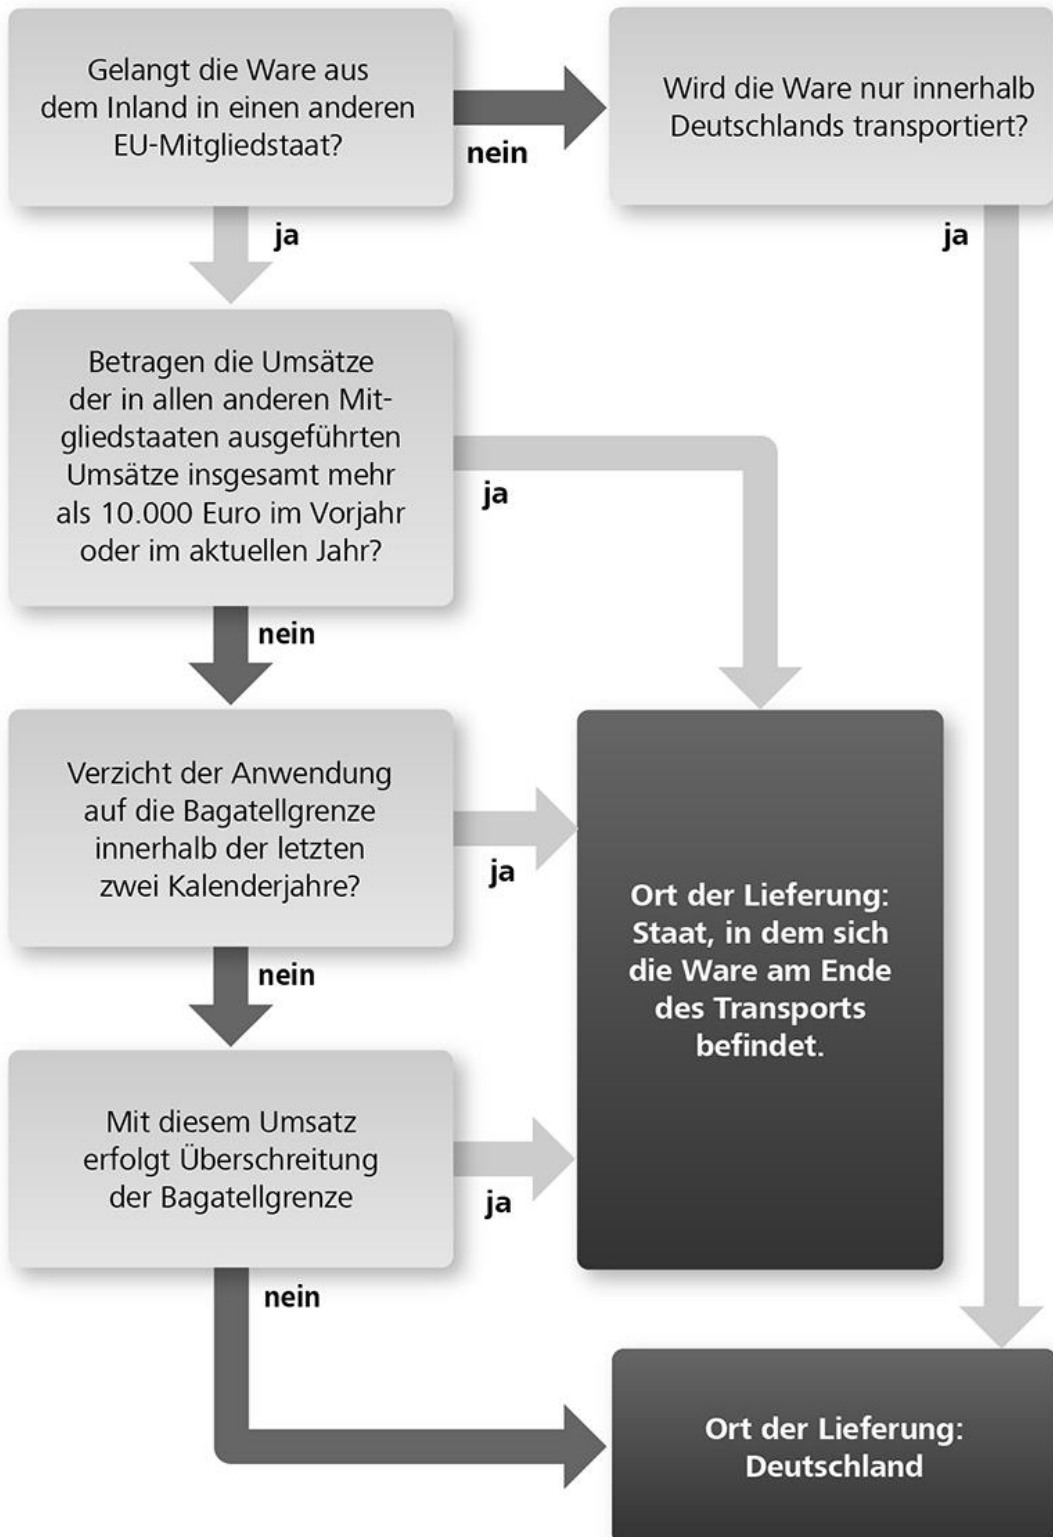 Gelangt die Ware aus
dem Inland in einen anderen
EU-Mitgliedstaat?
nein
Wird die Ware nur innerhalb
Deutschlands transportiert?
ja
ja
Betragen die Umsätze
der in allen anderen Mit-
gliedstaaten ausgeführten
Umsätze insgesamt mehr
als 10.000 Euro im Vorjahr
oder im aktuellen Jahr?
ja
nein
Verzicht der Anwendung
auf die Bagatellgrenze
innerhalb der letzten
zwei Kalenderjahre?
ja
nein
Ort der Lieferung:
Staat, in dem sich
die Ware am Ende
des Transports
befindet.
Mit diesem Umsatz
erfolgt Überschreitung
der Bagatellgrenze
ja
nein
Ort der Lieferung:
Deutschland